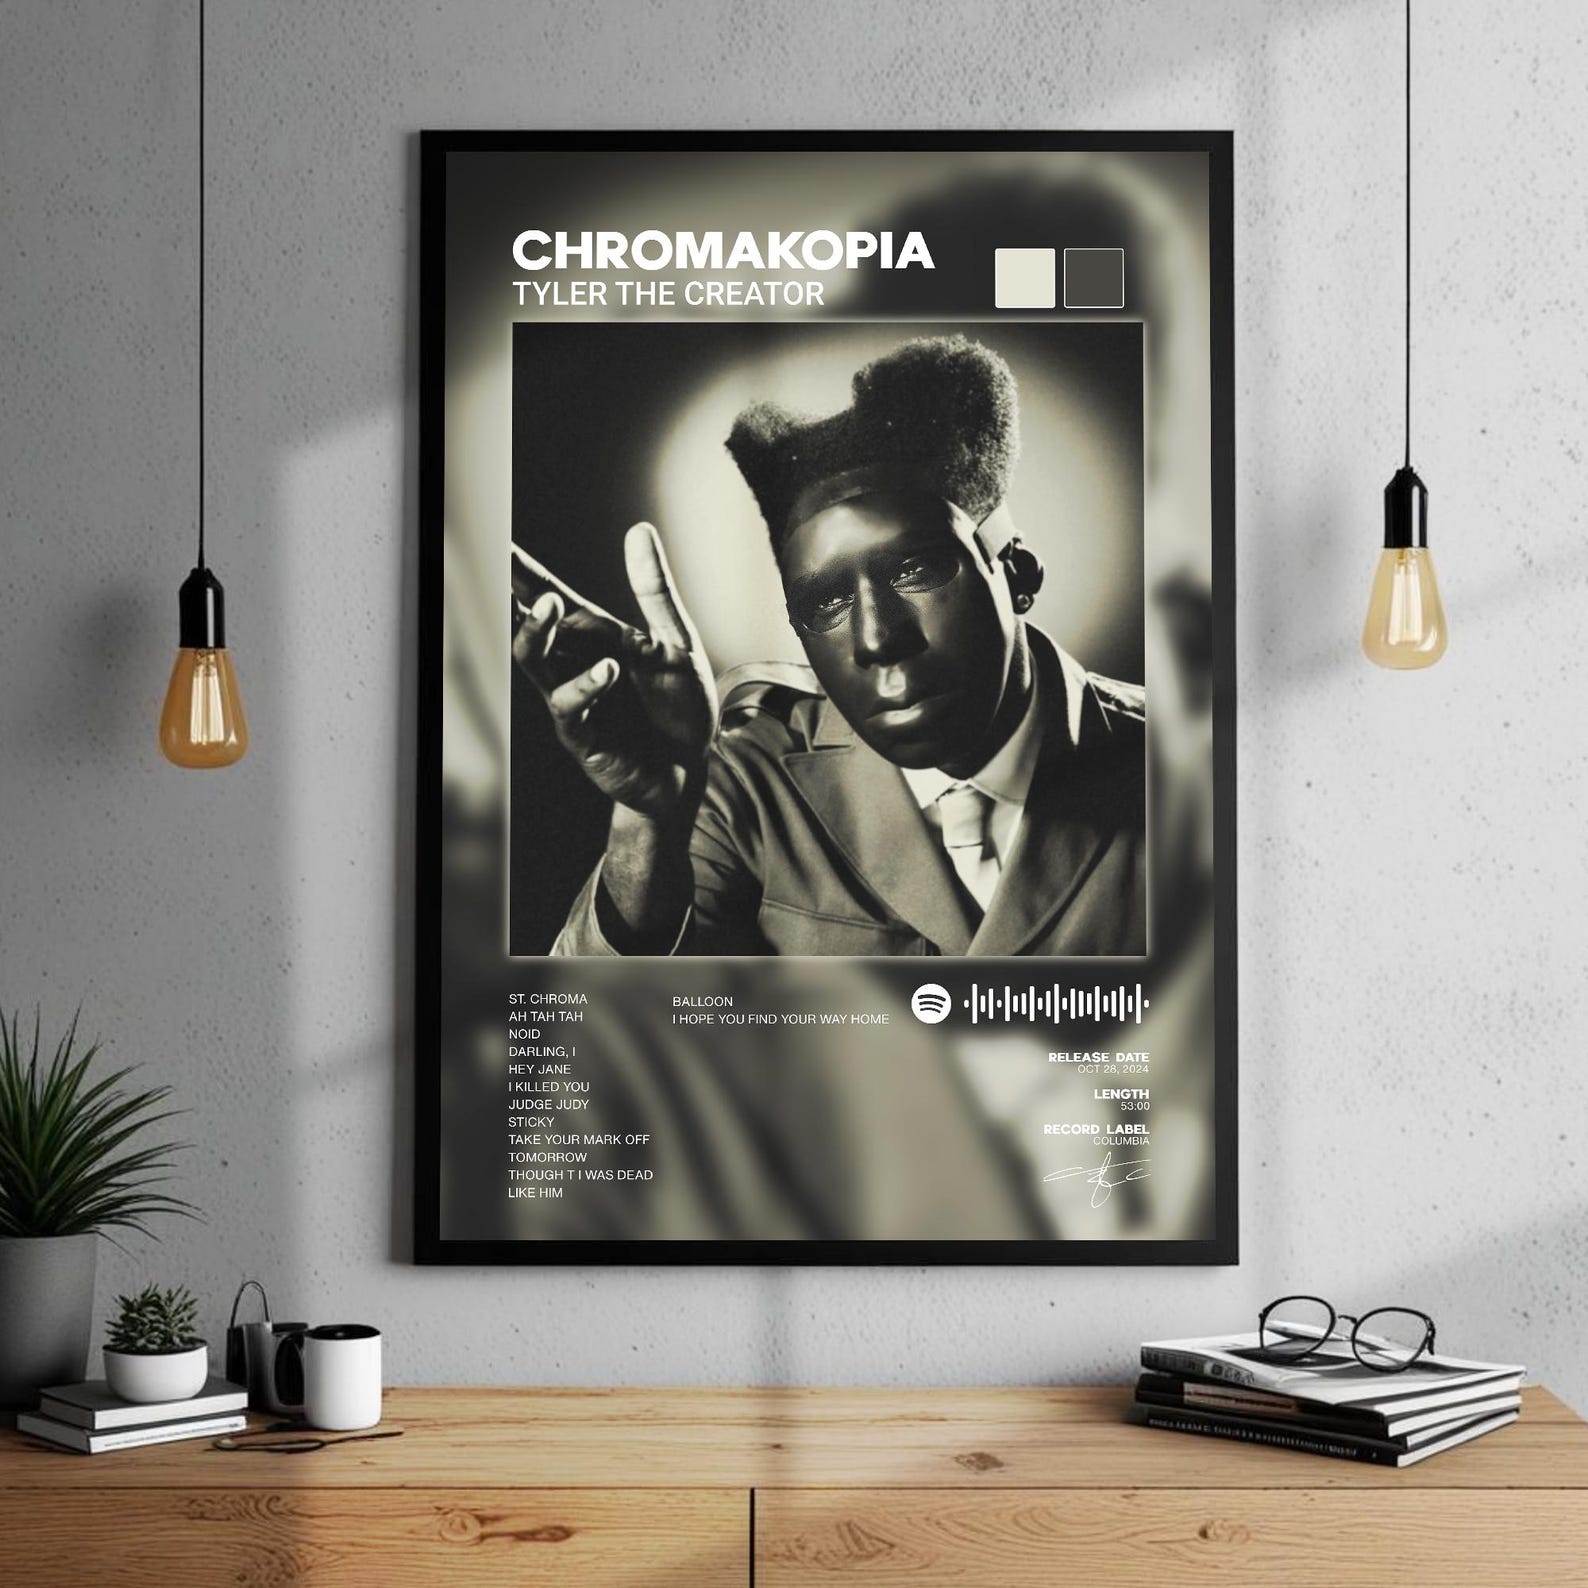 CHROMAKOPIA
TYLER THE CREATOR
ST. CHROMA
AH TAH TAH
NOID
DARLING, I
HEY JANE
I KILLED YOU
JUDGE JUDY
STICKY
TAKE YOUR MARK OFF
TOMORROW
THOUGH T I WAS DEAD
LIKE HIM
BALLOON
I HOPE YOU FIND YOUR WAY HOME
RELEASE DATE
OCT 28, 2024
LENGTH
53:00
RECORD LABEL
COLUMBIA